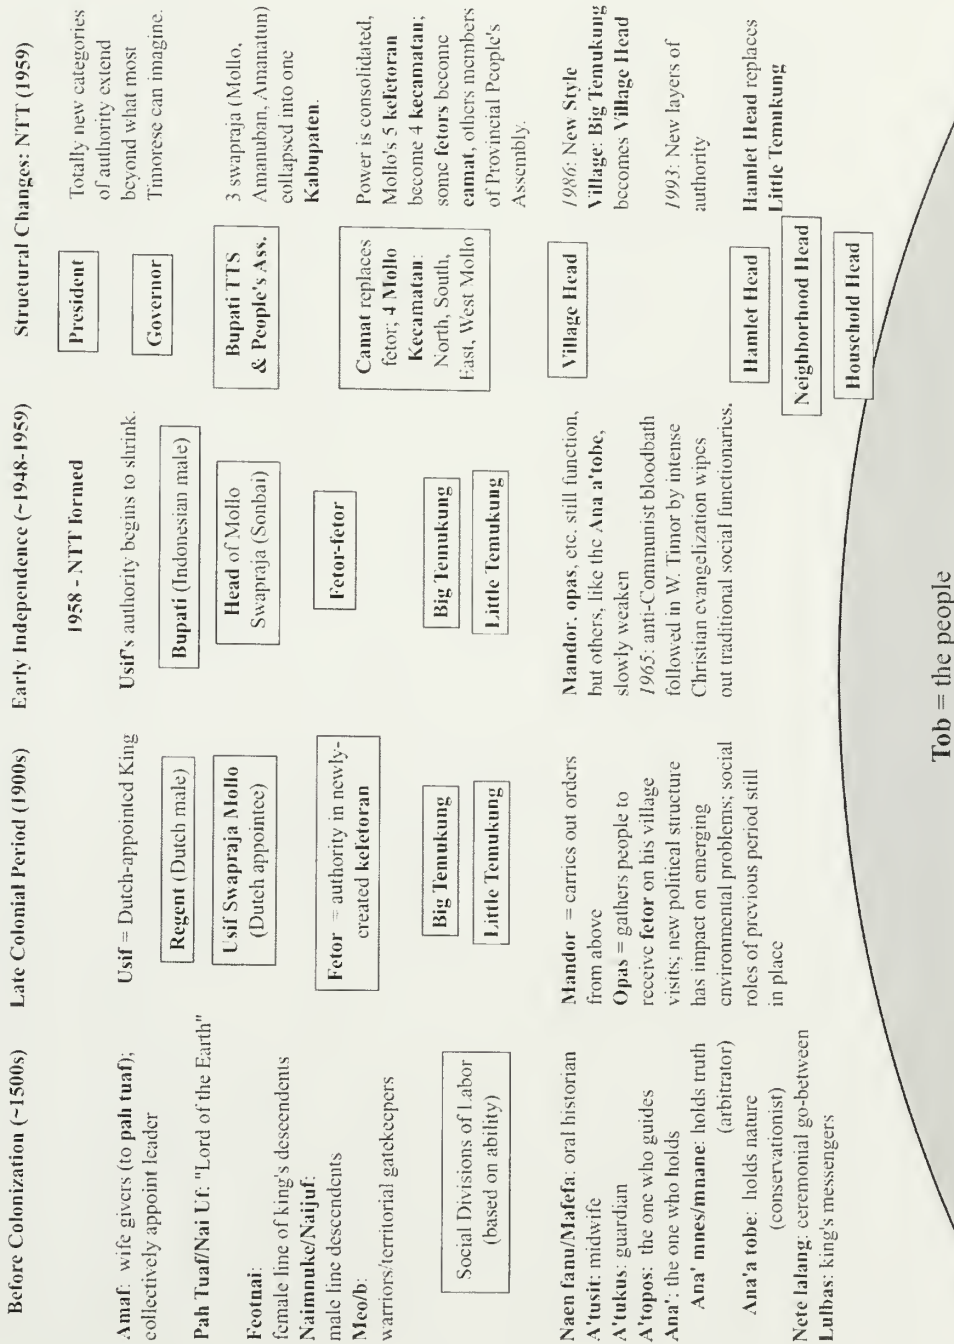 Before Colonization (~1500s)
Amaf: wife givers (to pah tuaf);
collectively appoint leader
Pah Tuaf/Nai Uf: "Lord of the Earth"
Feotnai:
female line of king's descendents
Naimnuke/Naijuf:
male line descendents
Meo/b:
warriors/territorial gatekeepers
Social Divisions of Labor
(based on ability)
Naen fanu/Mafefa: oral historian
A'tusit: midwife
A'tukus: guardian
A'topos: the one who guides
Ana': the one who holds
Ana' mnes/mnane: holds truth
(arbitrator)
Ana'a tobe: holds nature
(conservationist)
Nete lalang: ceremonial go-between
Lulbas: king's messengers
Late Colonial Period (1900s)
Usif = Dutch-appointed King
Regent (Dutch male)
Usif Swapraja Mollo
(Dutch appointee)
Fetor = authority in newly-
created kefetoran
Big Temukung
Little Temukung
Mandor = carries out orders
from above
Opas = gathers people to
receive fetor on his village
visits; new political structure
has impact on emerging
environmental problems; social
roles of previous period still
in place
Early Independence (~1948-1959)
1958 - NTT formed
Usif's authority begins to shrink.
Bupati (Indonesian male)
Head of Mollo
Swapraja (Sonbai)
Fetor-fetor
Big Temukung
Little Temukung
Mandor, opas, etc. still function,
but others, like the Ana a'tobe,
slowly weaken
1965: anti-Communist bloodbath
followed in W. Timor by intense
Christian evangelization wipes
out traditional social functionaries.
Structural Changes: NTT (1959)
President
Totally new categories
of authority extend
beyond what most
Timorese can imagine.
Governor
Bupati TTS
& People's Ass.
3 swapraja (Mollo,
Amanuban, Amanatun)
collapsed into one
Kabupaten.
Camat replaces
fetor; 4 Mollo
Kecamatan:
North, South,
East, West Mollo
Power is consolidated,
Mollo's 5 kefetoran
become 4 kecamatan;
some fetors become
camat, others members
of Provincial People's
Assembly.
Village Head
1986: New Style
Village: Big Temukung
becomes Village Head
1993: New layers of
authority
Hamlet Head
Hamlet Head replaces
Little Temukung
Neighborhood Head
Household Head
Tob = the people